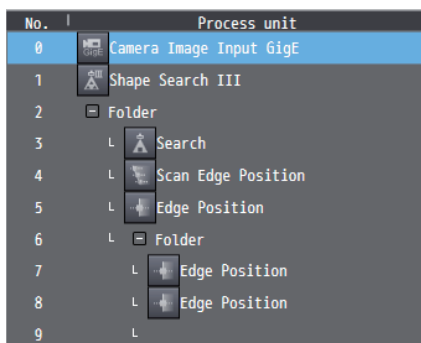 No. Process unit
0 GigE Camera Image Input GigE
1 Shape Search III
2 Folder
3 Search
4 Scan Edge Position
5 Edge Position
6 Folder
7 Edge Position
8 Edge Position
9